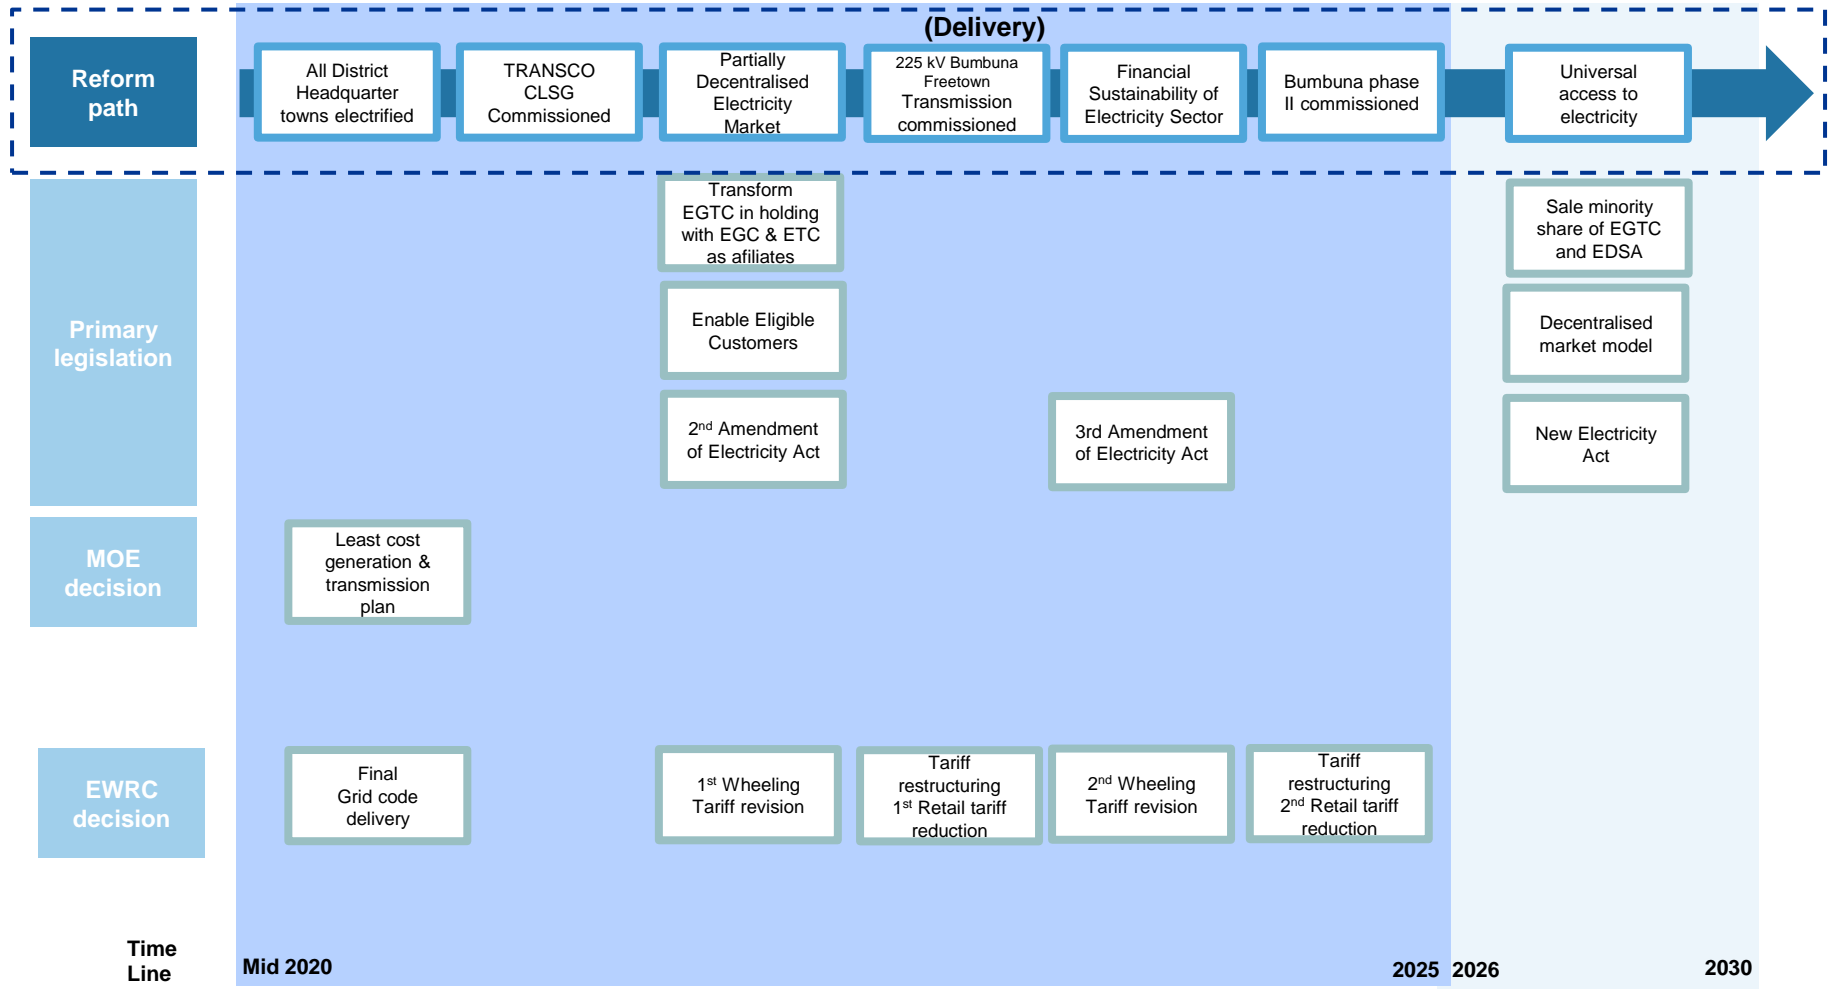 (Delivery)
Reform
path
All District
Headquarter
towns electrified
TRANSCO
CLSG
Commissioned
Partially
Decentralised
Electricity
Market
225 kV Bumbuna
Freetown
Transmission
commissioned
Financial
Sustainability of
Electricity Sector
Bumbuna phase
II commissioned
Universal
access to
electricity
Primary
legislation
Transform
EGTC in holding
with EGC & ETC
as afiliates
Sale minority
share of EGTC
and EDSA
Enable Eligible
Customers
Decentralised
market model
2nd Amendment
of Electricity Act
3rd Amendment
of Electricity Act
New Electricity
Act
MOE
decision
Least cost
generation &
transmission
plan
EWRC
decision
Final
Grid code
delivery
1st Wheeling
Tariff revision
Tariff
restructuring
1st Retail tariff
reduction
2nd Wheeling
Tariff revision
Tariff
restructuring
2nd Retail tariff
reduction
Time
Line
Mid 2020
2025
2026
2030